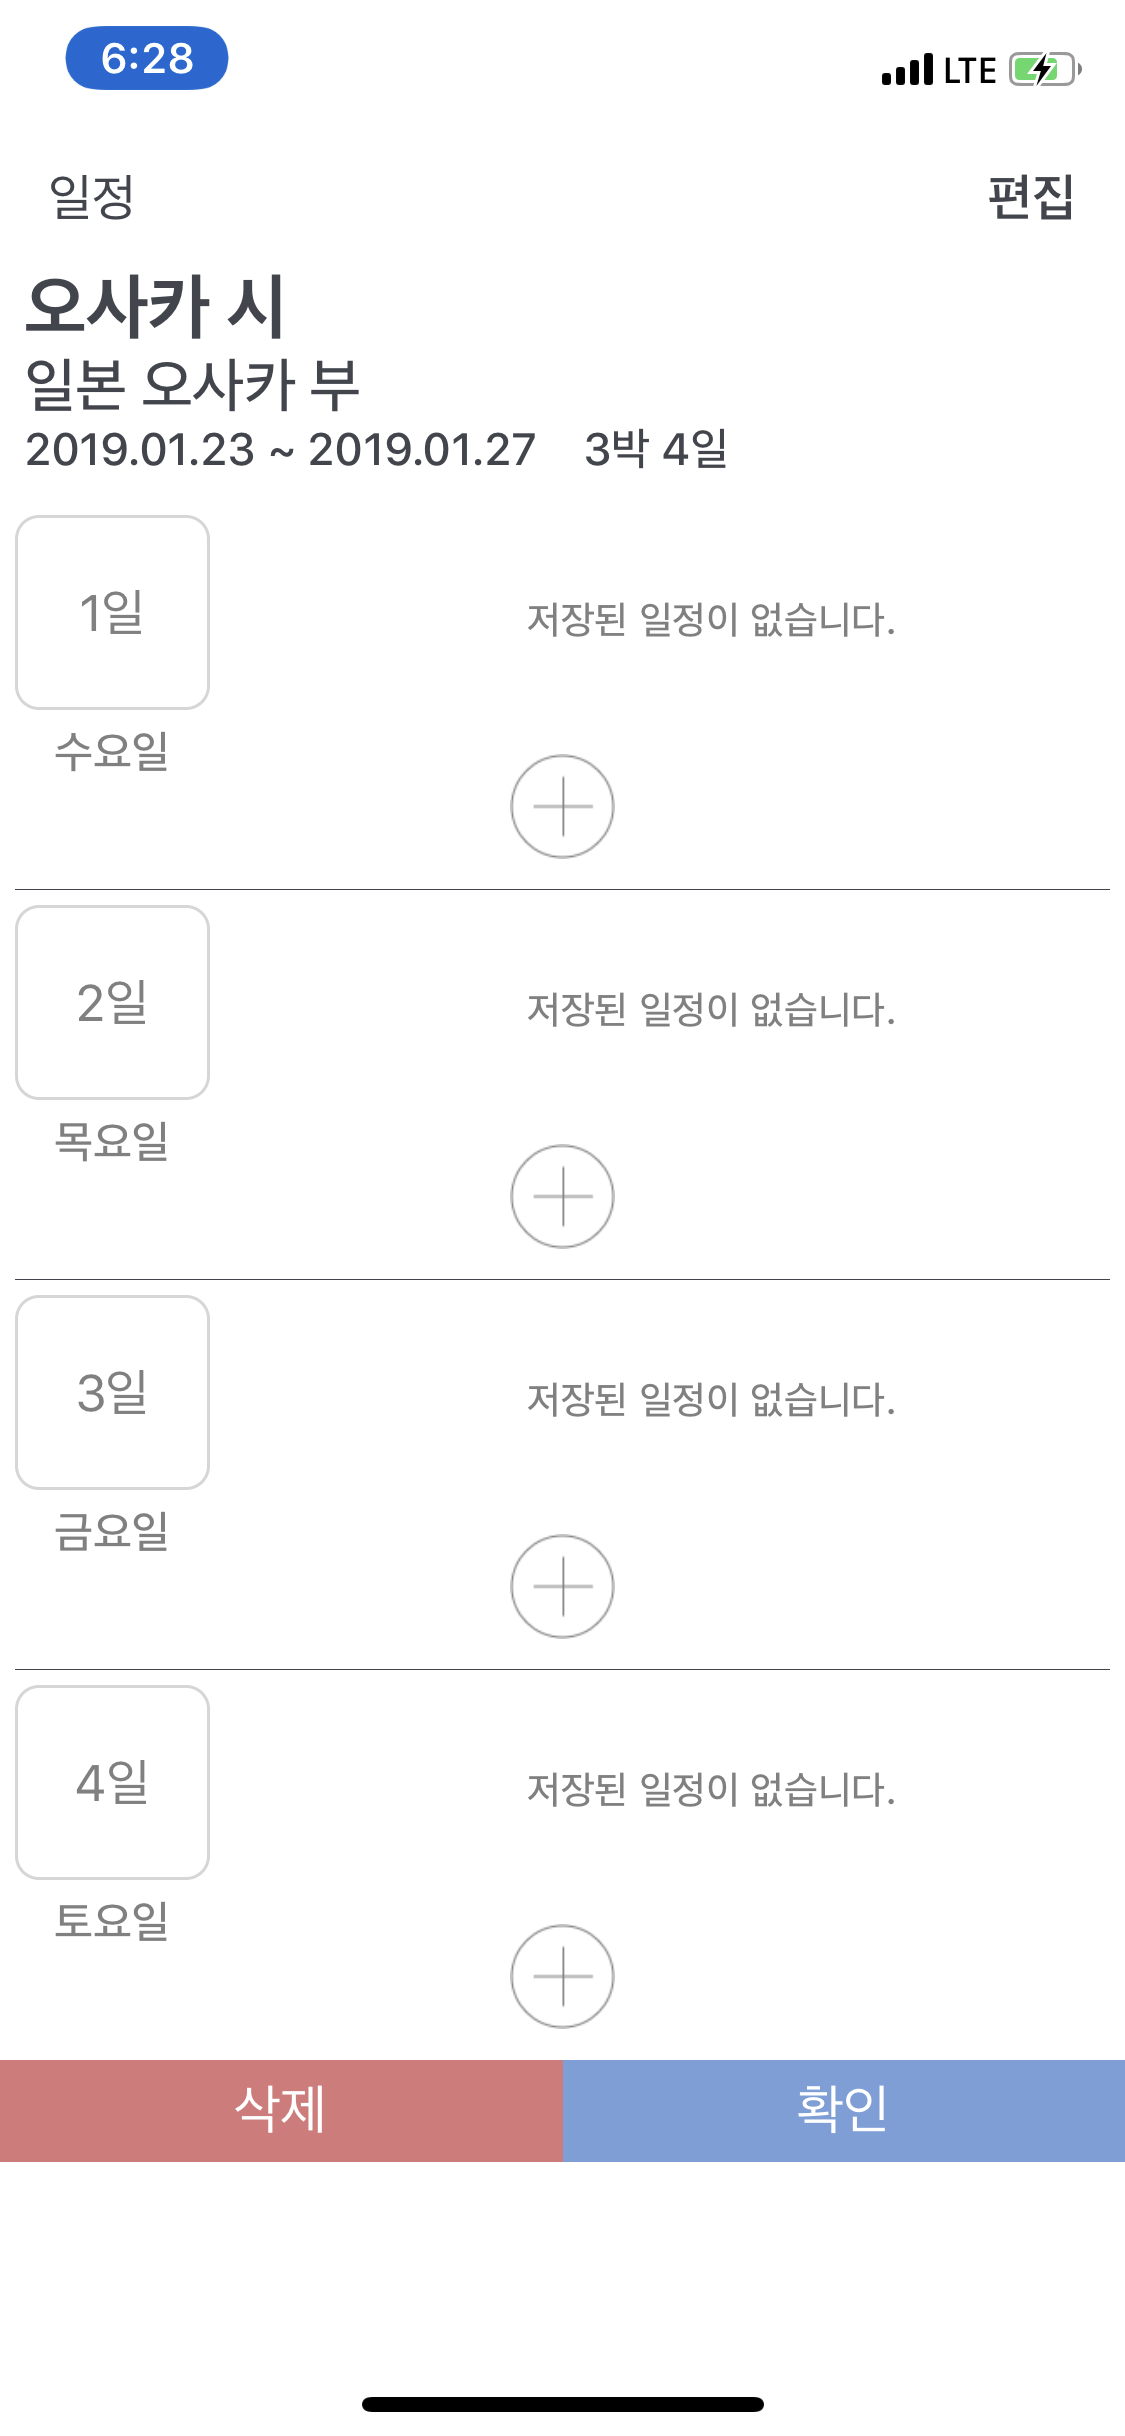 6:28 LTE
일정 편집
오사카 시
일본 오사카 부
2019.01.23 ~ 2019.01.27 3박 4일
1일
저장된 일정이 없습니다.
수요일
2일
저장된 일정이 없습니다.
목요일
3일
저장된 일정이 없습니다.
금요일
4일
저장된 일정이 없습니다.
토요일
삭제 확인